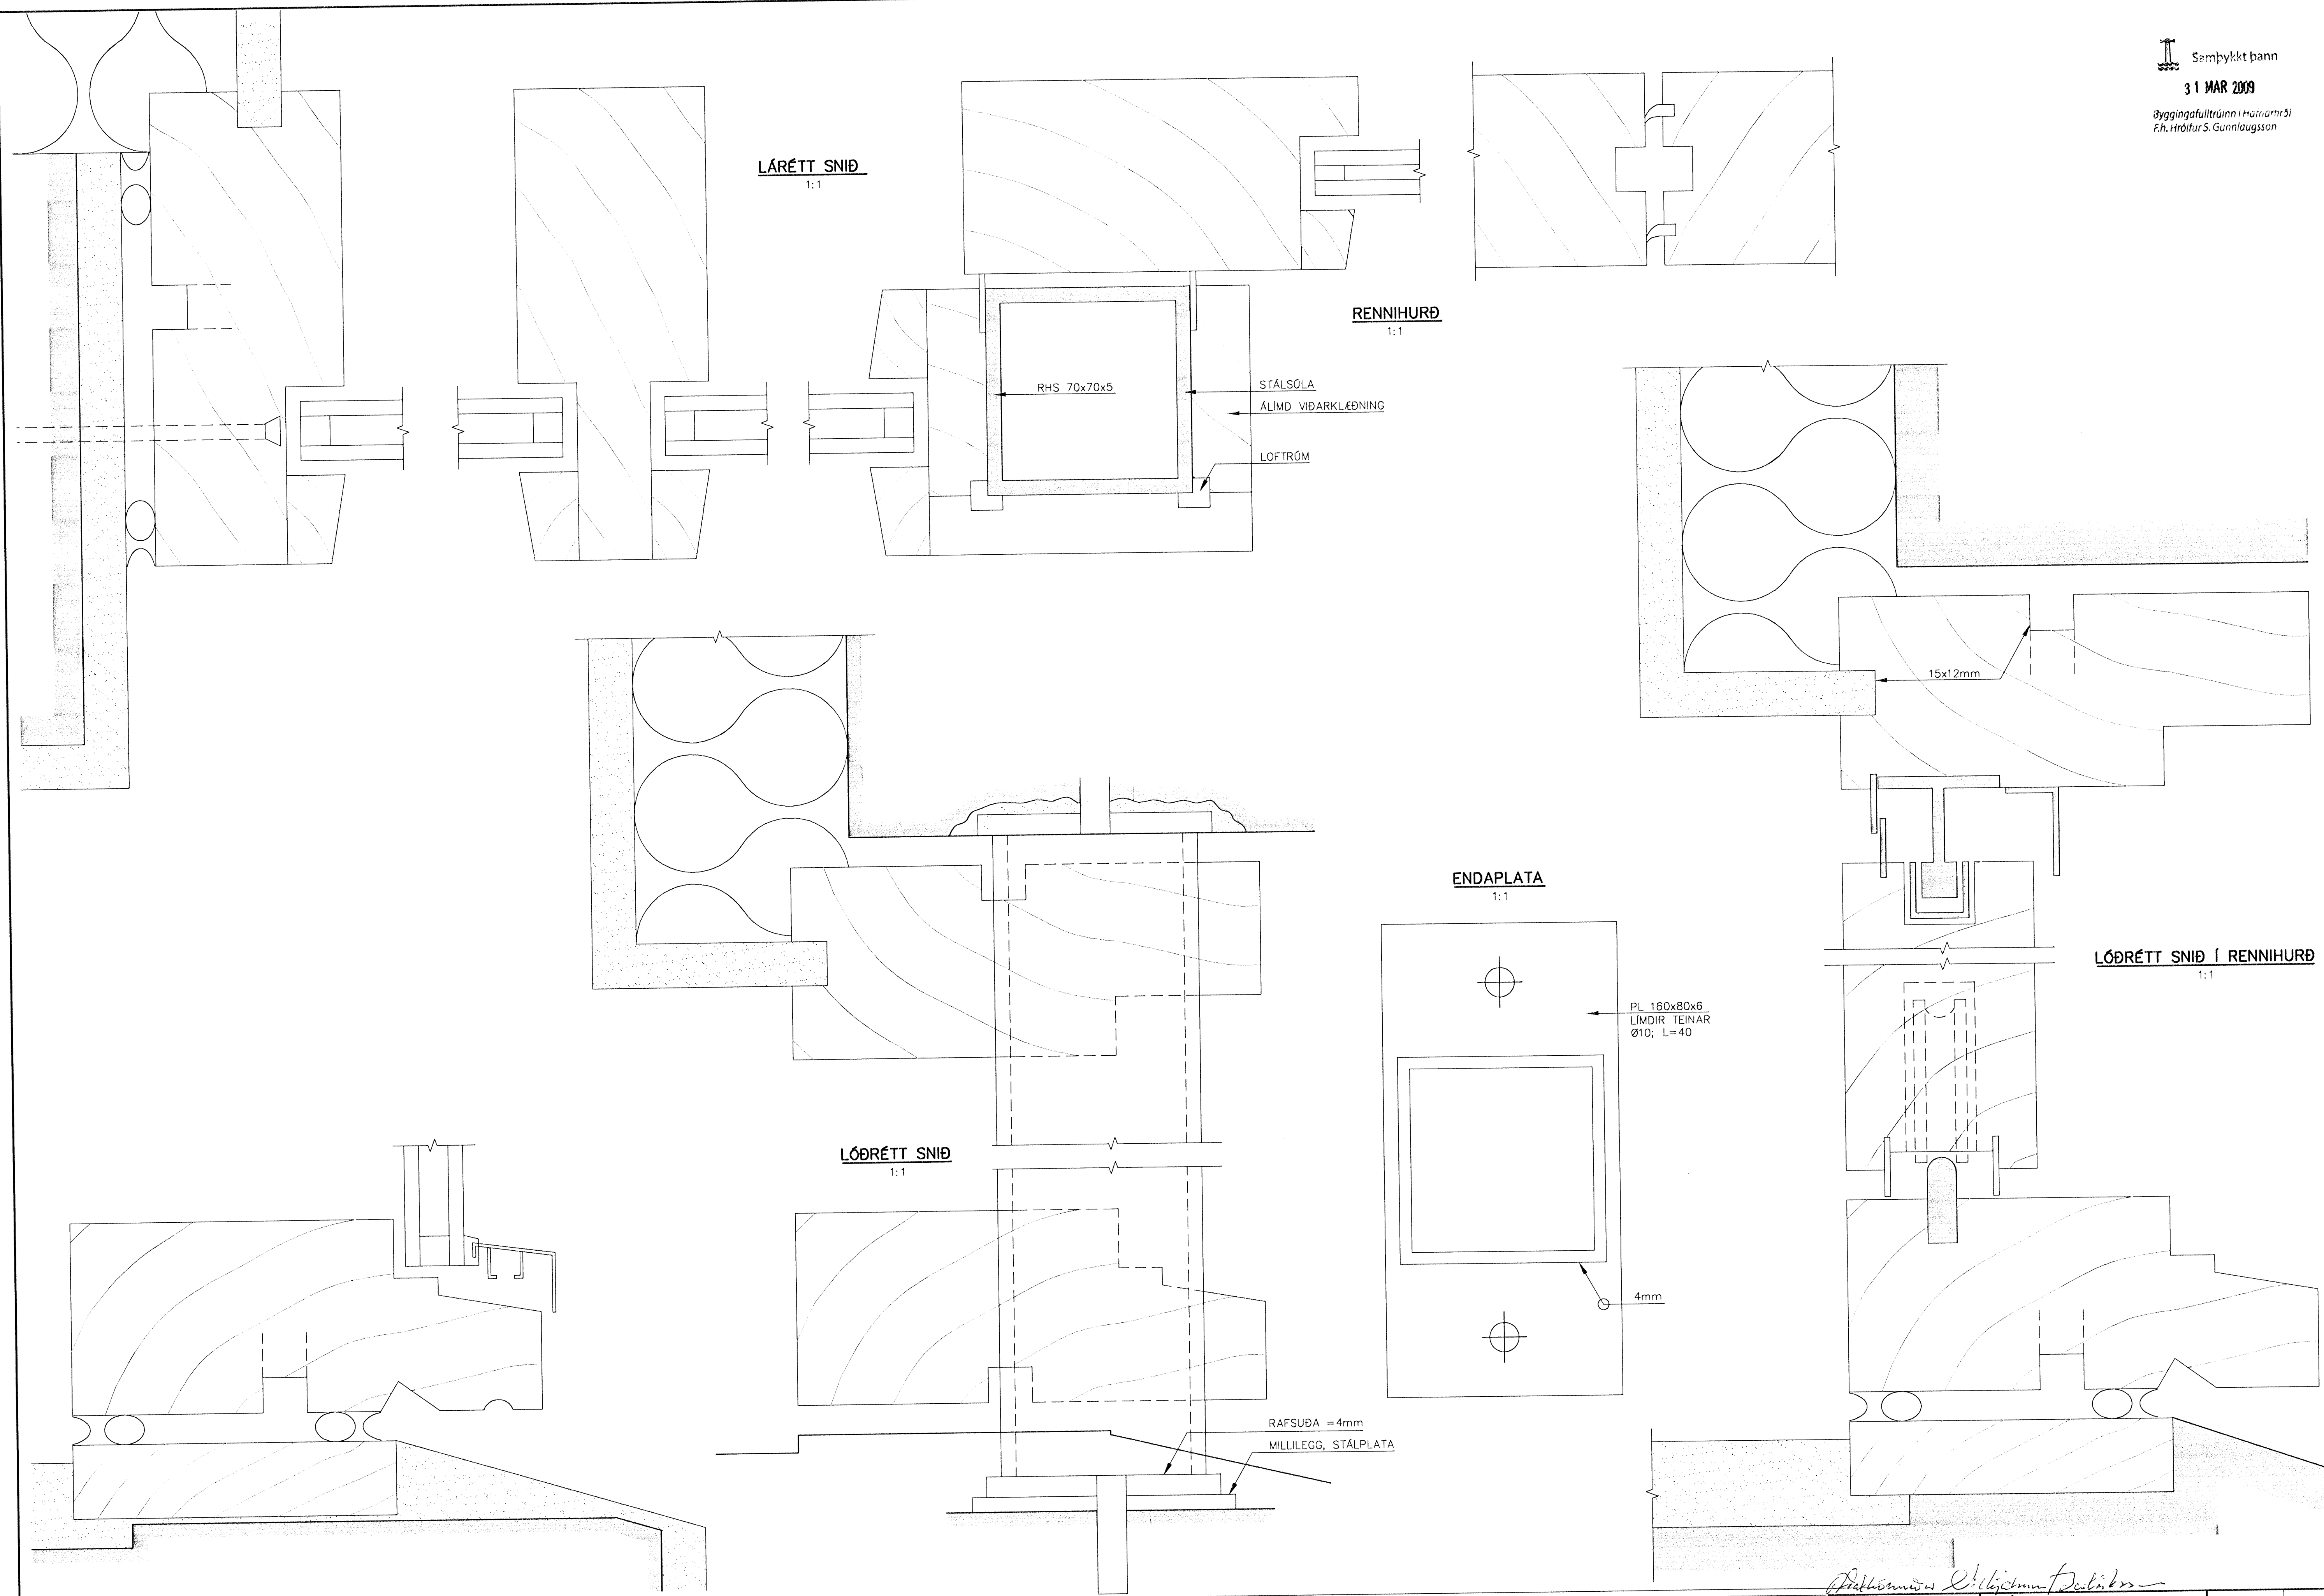 Samþykkt þann
31 MAR 2009
Byggingafulltrúinn í Hafnarfirði
F.h. Hrólfur S. Gunnlaugsson
LÁRÉTT SNIÐ
1:1
RENNIHURÐ
1:1
RHS 70x70x5
STÁLSÚLA
ÁLÍMD VIÐARKLÆÐNING
LOFTRÚM
15x12mm
ENDAPLATA
1:1
PL 160x80x6
LÍMDIR TEINAR
Ø10; L=40
4mm
LÓÐRÉTT SNIÐ Í RENNIHURÐ
1:1
LÓÐRÉTT SNIÐ
1:1
RAFSUÐA =4mm
MILLILEGG, STÁLPLATA